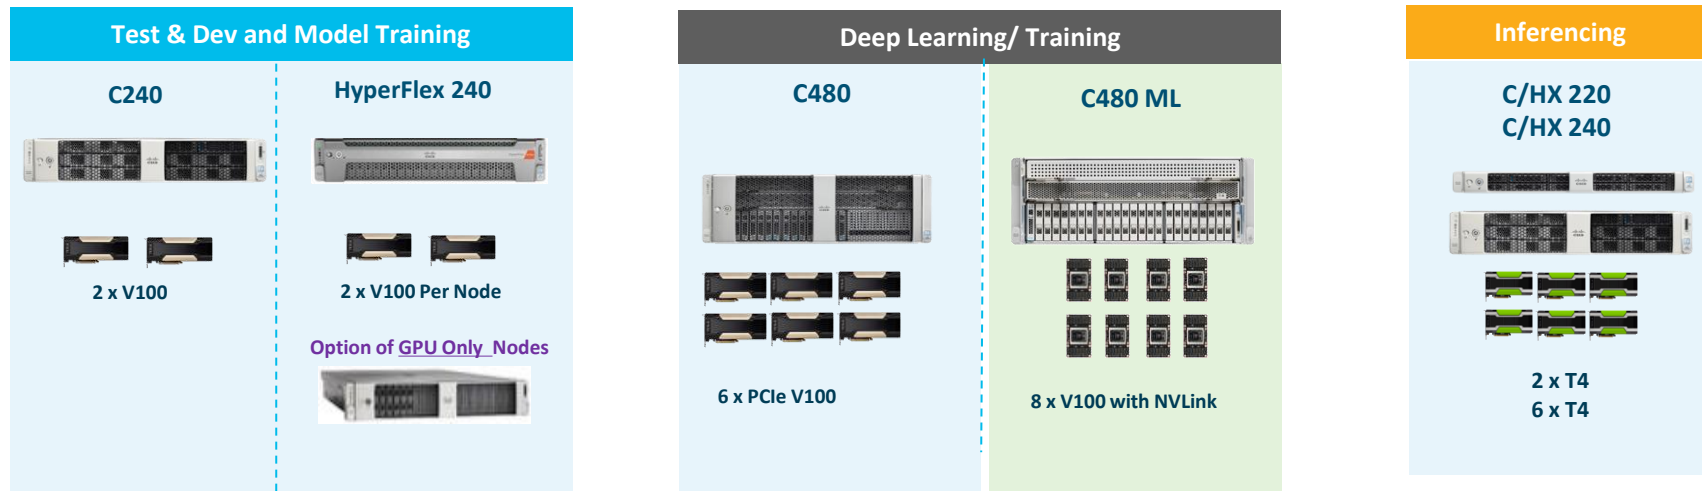 Test & Dev and Model Training
C240
HyperFlex 240
2 x V100
2 x V100 Per Node
Option of GPU Only Nodes
Deep Learning/ Training
C480
C480 ML
6 x PCIe V100
8 x V100 with NVLink
Inferencing
C/HX 220
C/HX 240
2 x T4
6 x T4